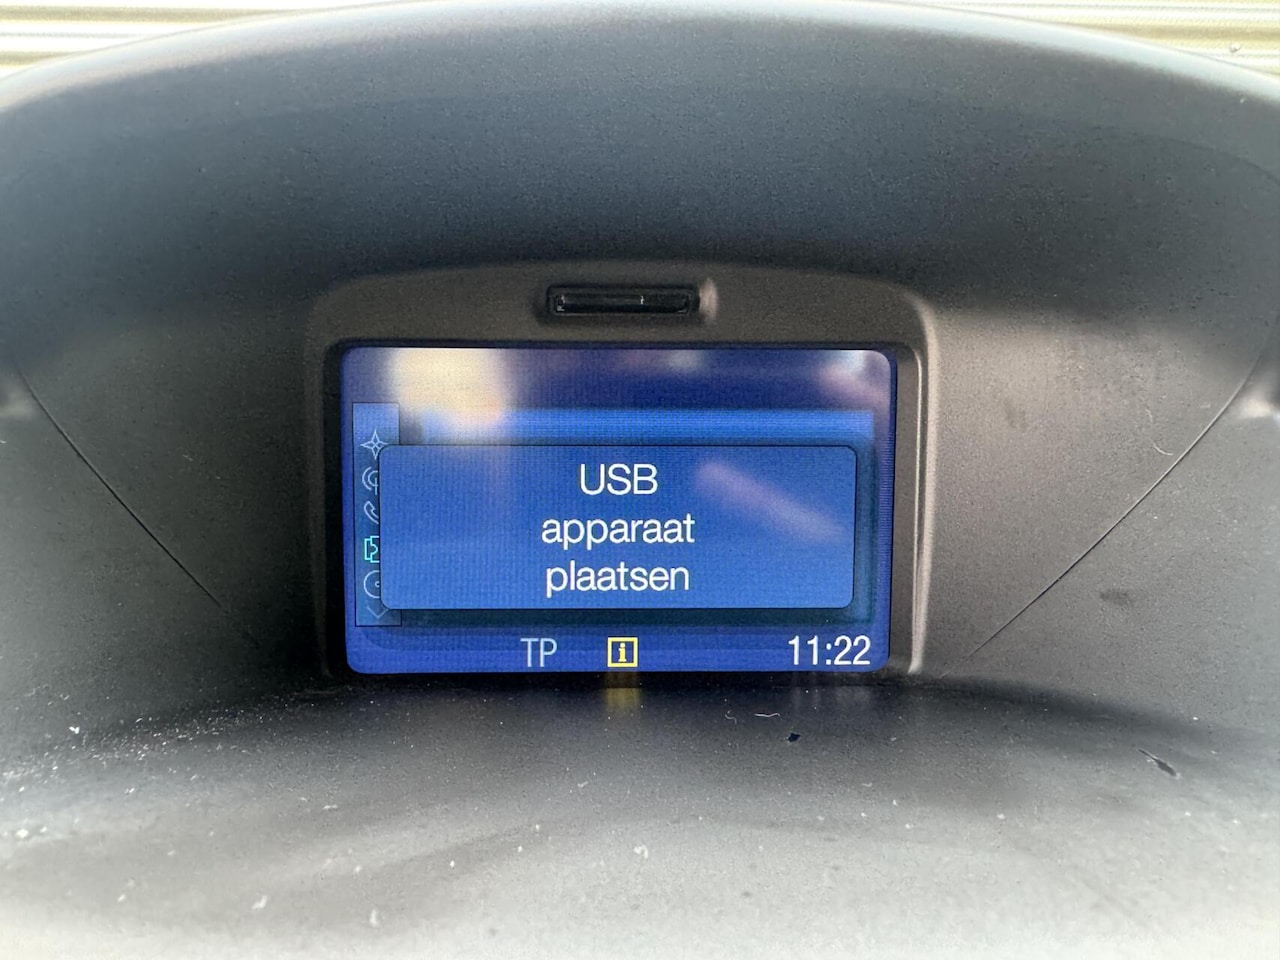 USB
apparaat
plaatsen
TP i 11:22